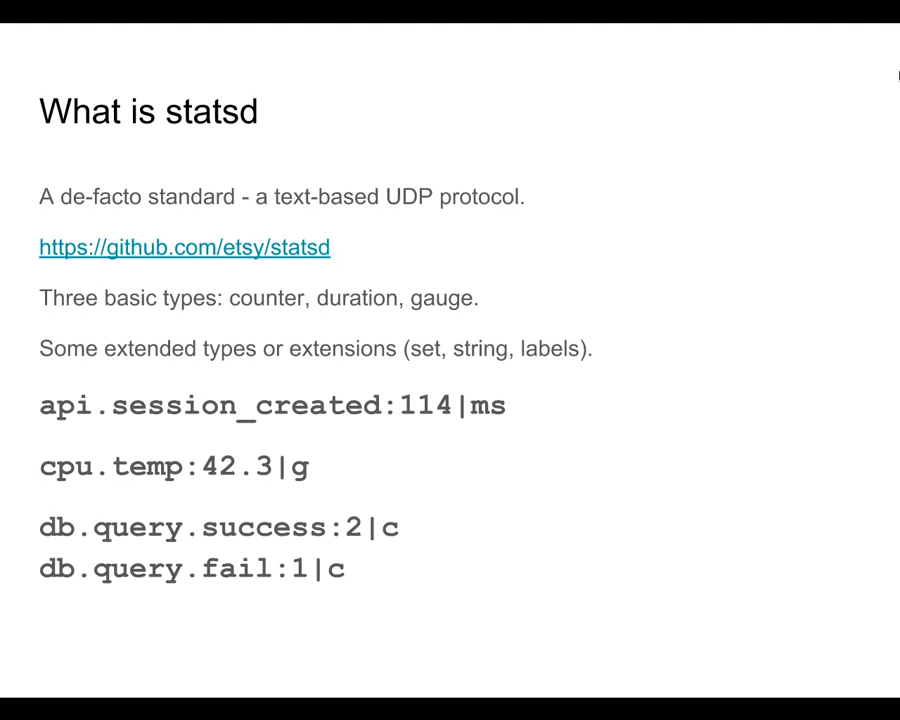 What is statsd
A de-facto standard - a text-based UDP protocol.
https://github.com/etsy/statsd
Three basic types: counter, duration, gauge.
Some extended types or extensions (set, string, labels).
api.session_created:114|ms
cpu.temp:42.3|g
db.query.success:2|c
db.query.fail:1|c